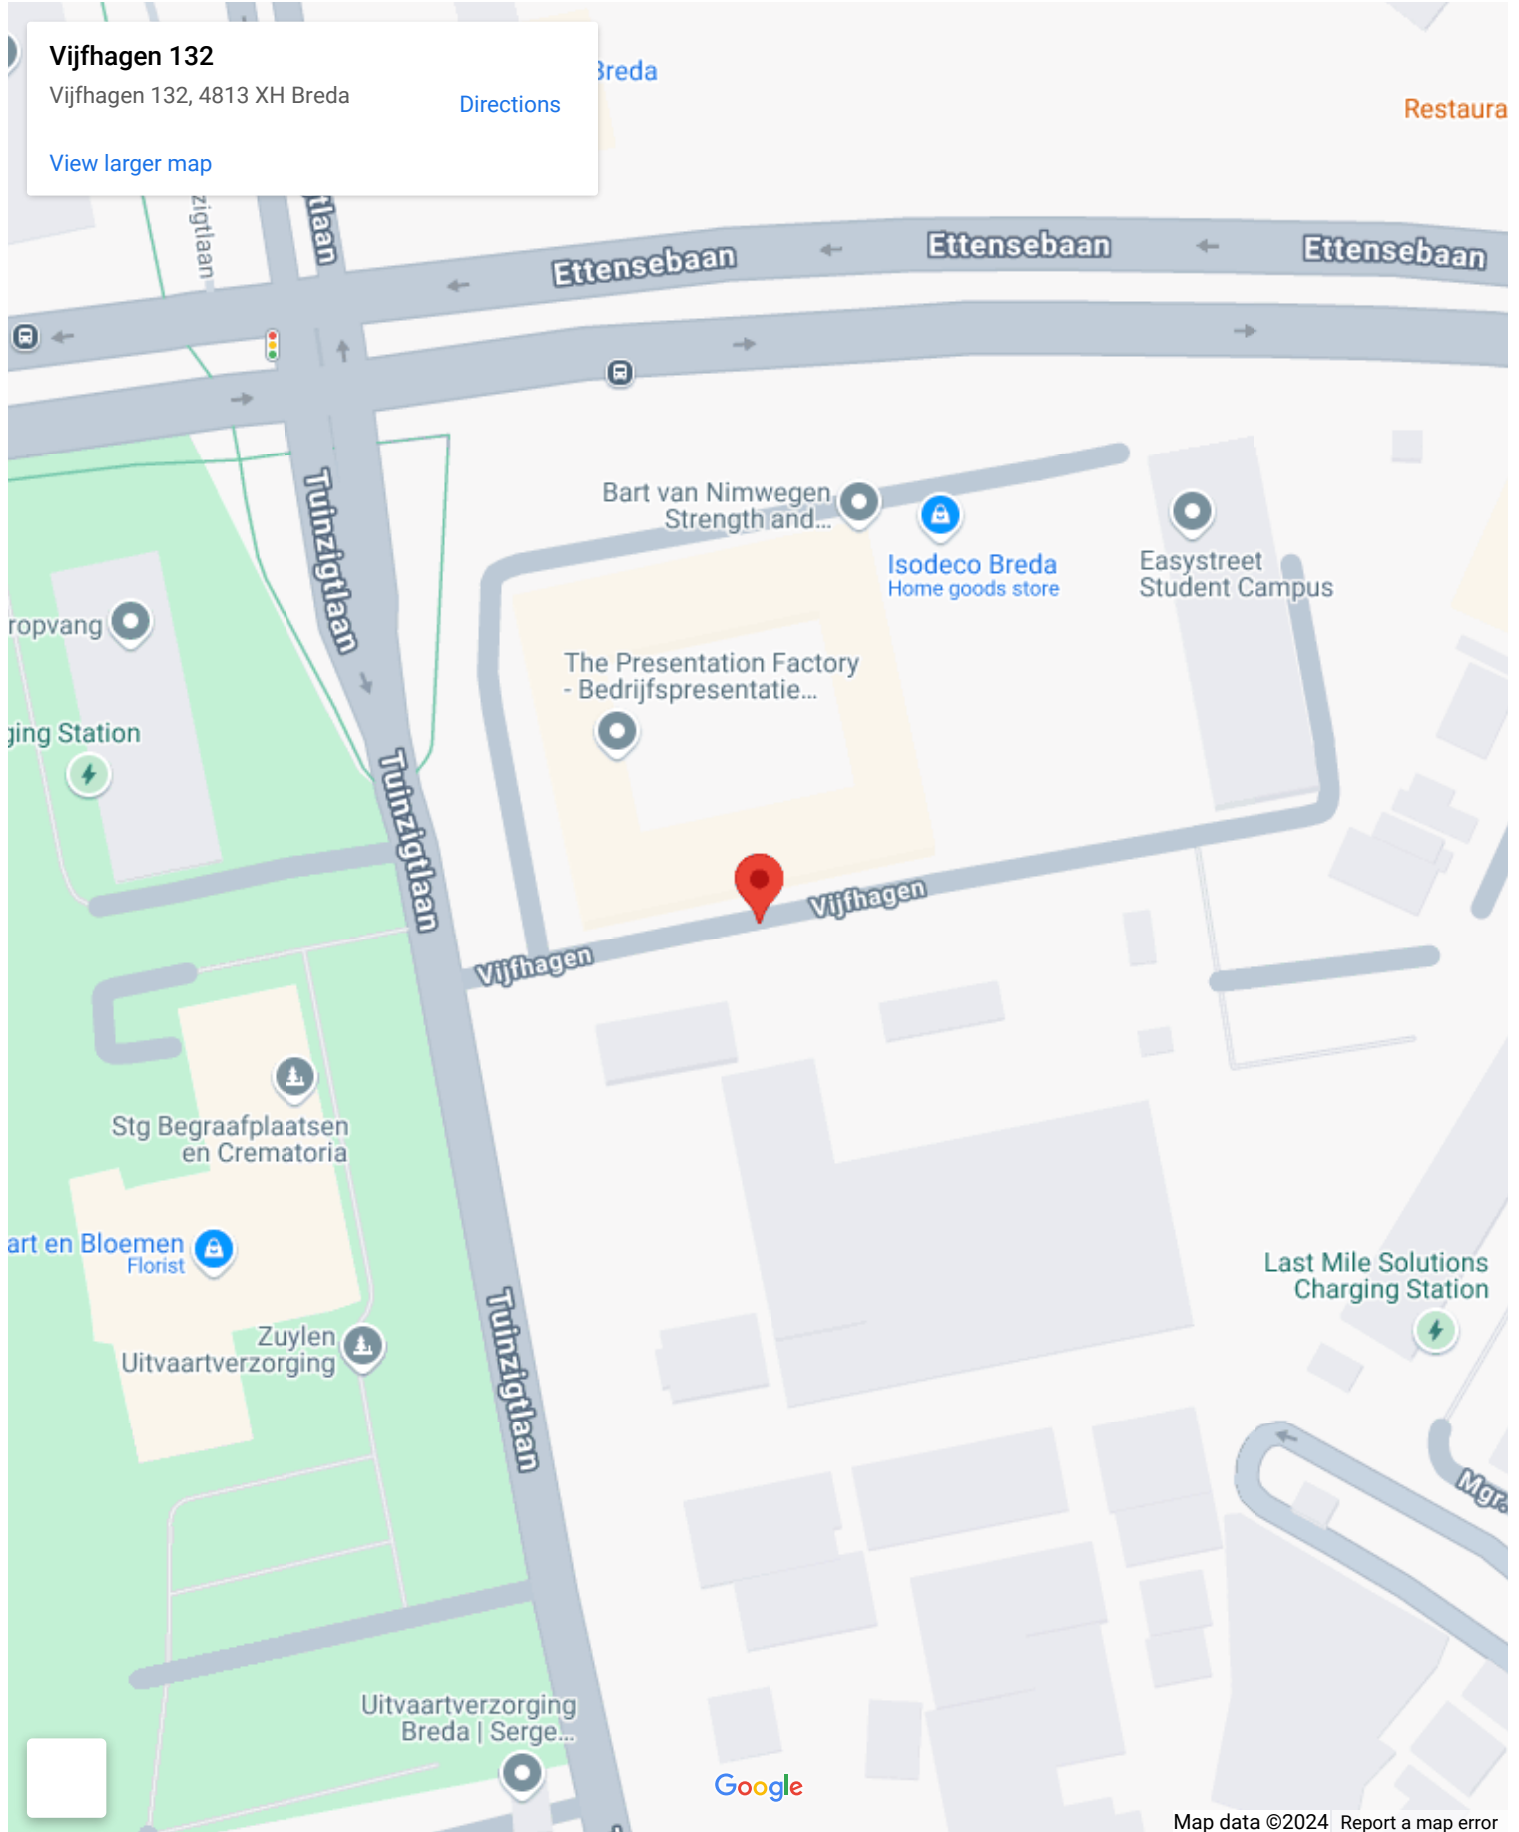 Vijfhagen 132
Vijfhagen 132, 4813 XH Breda
Directions
View larger map
Breda
Restaura
zigtlaan
tlaan
Ettensebaan
Ettensebaan
Ettensebaan
Tuinzigtlaan
Bart van Nimwegen
Strength and...
Isodeco Breda
Home goods store
Easystreet
Student Campus
ropvang
The Presentation Factory
- Bedrijfspresentatie...
ging Station
Tuinzigtlaan
Vijfhagen
Vijfhagen
Stg Begraafplaatsen
en Crematoria
art en Bloemen
Florist
Last Mile Solutions
Charging Station
Zuylen
Uitvaartverzorging
Tuinzigtlaan
Mgr.
Uitvaartverzorging
Breda | Serge...
Google
Map data ©2024
Report a map error